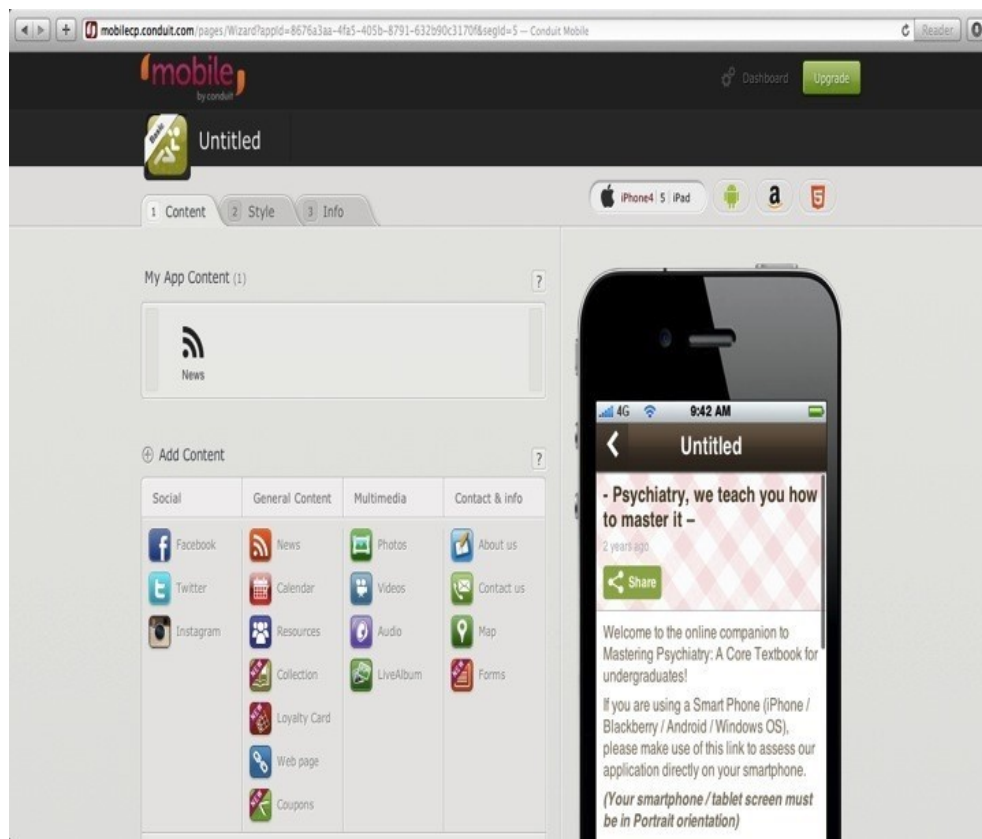 mobilecp.conduit.com/pages/Wizard?appId=8676a3aa-4fa5-405b-8791-632b90c3170f&segId=5 — Conduit Mobile
Reader
mobile
by conduit
Dashboard
Upgrade
Basic
Untitled
1 Content
2 Style
3 Info
iPhone4 5 iPad
a
5
My App Content (1)
?
News
Add Content
?
Social
General Content
Multimedia
Contact & info
Facebook
News
Photos
About us
Twitter
Calendar
Videos
Contact us
Instagram
Resources
Audio
Map
NEW
Collection
LiveAlbum
NEW
Forms
NEW
Loyalty Card
Web page
NEW
Coupons
4G
9:42 AM
Untitled
- Psychiatry, we teach you how
to master it –
2 years ago
Share
Welcome to the online companion to
Mastering Psychiatry: A Core Textbook for
undergraduates!
If you are using a Smart Phone (iPhone /
Blackberry / Android / Windows OS),
please make use of this link to assess our
application directly on your smartphone.
(Your smartphone / tablet screen must
be in Portrait orientation)